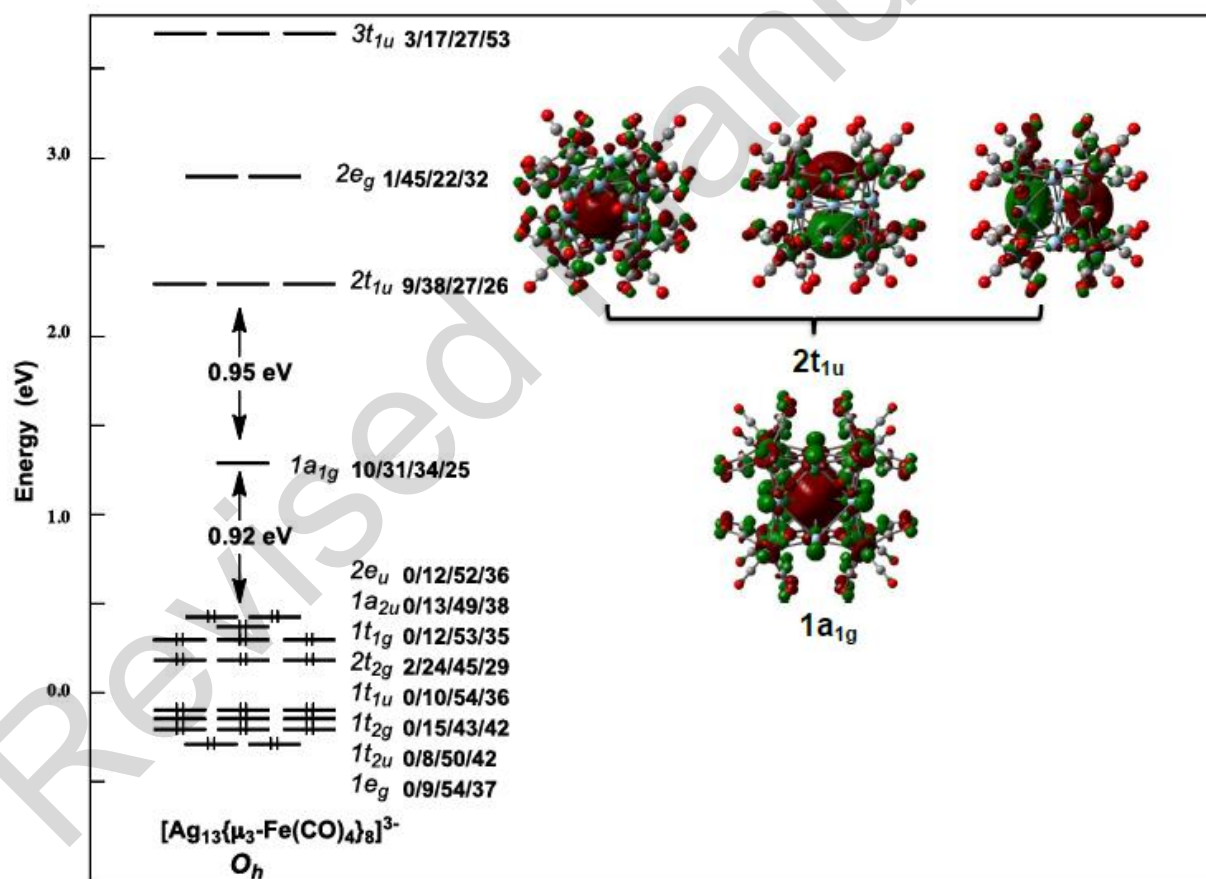 3t1u 3/17/27/53
3.0
2eg 1/45/22/32
2t1u 9/38/27/26
2.0
0.95 eV
2t1u
Energy (eV)
1a1g 10/31/34/25
1.0
0.92 eV
2eu 0/12/52/36
1a2u 0/13/49/38
1t1g 0/12/53/35
2t2g 2/24/45/29
0.0
1t1u 0/10/54/36
1t2g 0/15/43/42
1t2u 0/8/50/42
1eg 0/9/54/37
1a1g
[Ag13{μ3-Fe(CO)4}8]3-
Oh
Revised